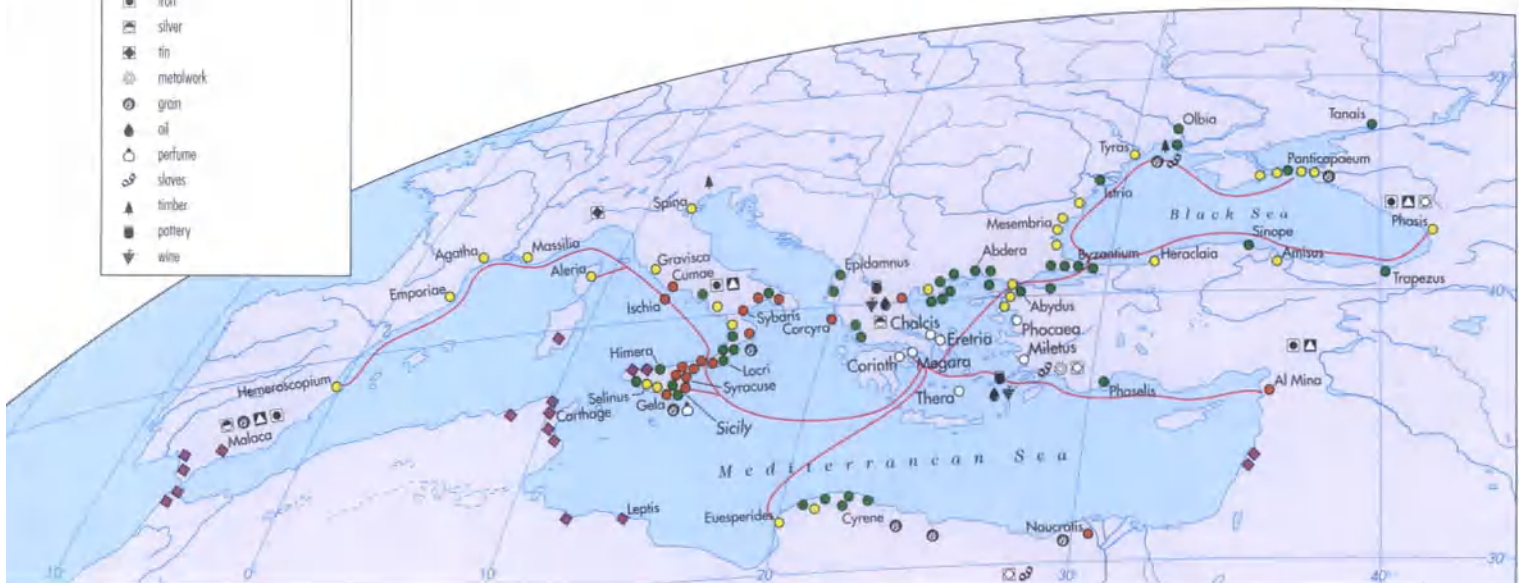 iron
silver
tin
metalwork
grain
oil
perfume
slaves
timber
pottery
wine
Olbia
Tanais
Tyras
Panticapaeum
Istria
Spina
Mesembria
Black Sea
Phasis
Sinope
Agatha
Massilia
Abdera
Byzantium
Heraclaia
Amisus
Aleria
Gravisca
Cumae
Epidamnus
Trapezus
Emporiae
Ischia
Sybaris
Corcyra
Abydus
Chalcis
Phocaea
Eretria
Himera
Locri
Corinth
Megara
Miletus
Hemeroscopium
Selinus
Syracuse
Thera
Phaselis
Al Mina
Gela
Carthage
Sicily
Malaca
Mediterranean Sea
Leptis
Euesperides
Cyrene
Naucratis
10
0
10
20
30
40
50
40
30